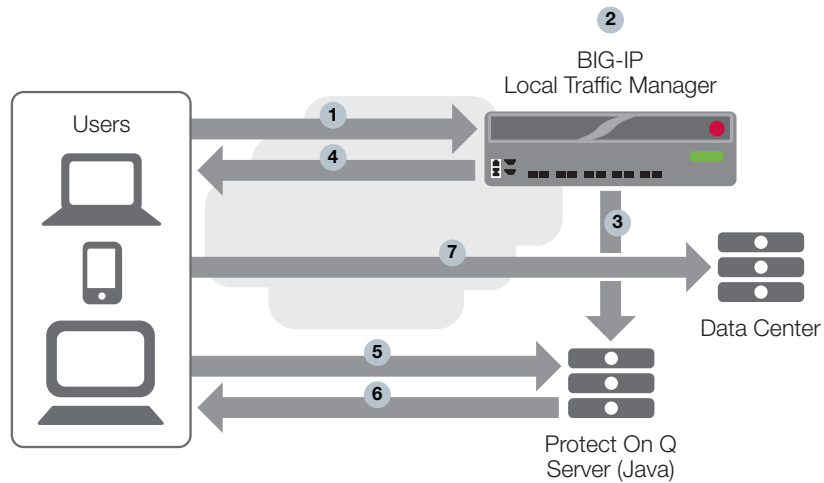 2
BIG-IP
Local Traffic Manager
Users
1
4
3
7
Data Center
5
6
Protect On Q
Server (Java)